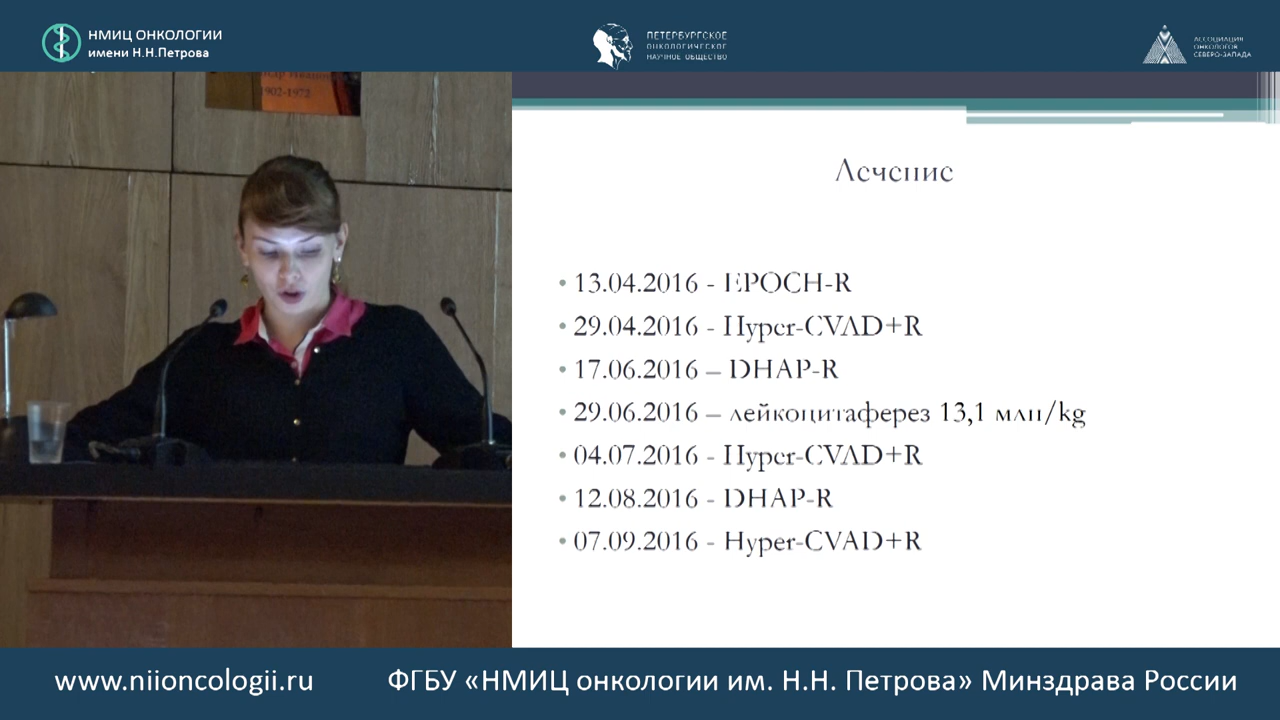 НМИЦ ОНКОЛОГИИ
имени Н.Н.Петрова
ПЕТЕРБУРГСКОЕ
ОНКОЛОГИЧЕСКОЕ
НАУЧНОЕ ОБЩЕСТВО
АССОЦИАЦИЯ
ОНКОЛОГОВ
СЕВЕРО-ЗАПАДА
1902-1972
Лечение
• 13.04.2016 - EPOCH-R
• 29.04.2016 - Hyper-CVAD+R
• 17.06.2016 – DHAP-R
• 29.06.2016 – лейкоцитаферез 13,1 млн/kg
• 04.07.2016 - Hyper-CVAD+R
• 12.08.2016 - DHAP-R
• 07.09.2016 - Hyper-CVAD+R
www.niioncologii.ru
ФГБУ «НМИЦ онкологии им. Н.Н. Петрова» Минздрава России